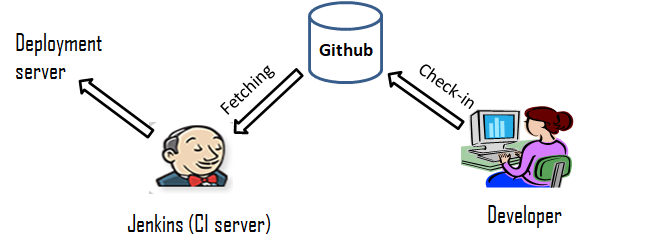 Deployment
server
Github
Fetching
Check-in
Jenkins (CI server)
Developer